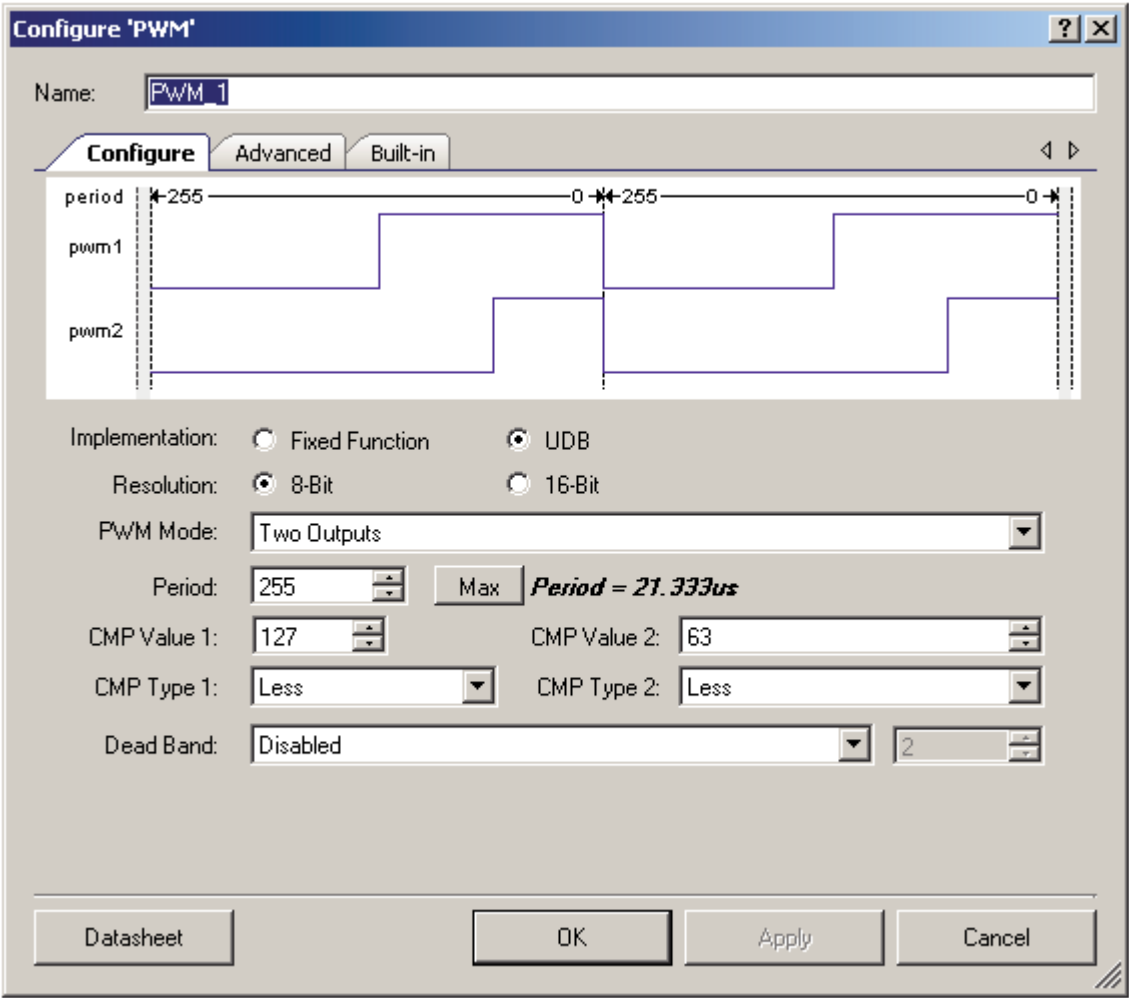 Configure 'PWM'
Name: PWM_1
Configure Advanced Built-in
period 255 0 255 0
pwm1
pwm2
Implementation: Fixed Function UDB
Resolution: 8-Bit 16-Bit
PWM Mode: Two Outputs
Period: 255 Max Period = 21.333us
CMP Value 1: 127 CMP Value 2: 63
CMP Type 1: Less CMP Type 2: Less
Dead Band: Disabled 2
Datasheet OK Apply Cancel